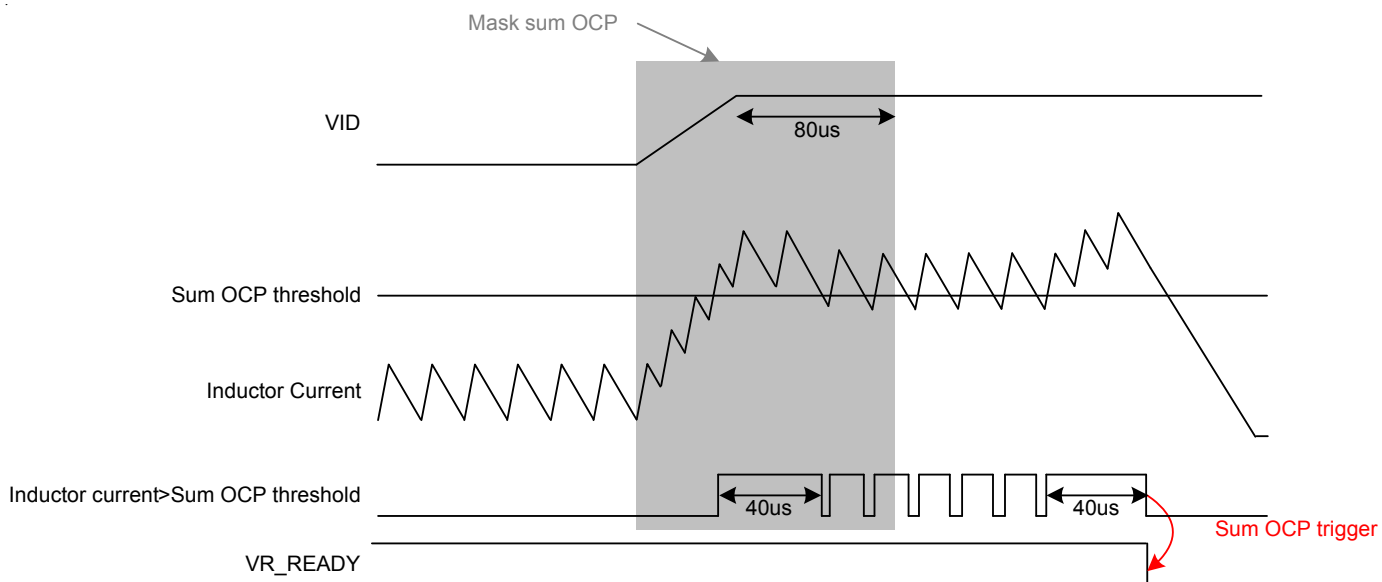 Mask sum OCP
VID
80us
Sum OCP threshold
Inductor Current
Inductor current>Sum OCP threshold
40us
40us
Sum OCP trigger
VR_READY